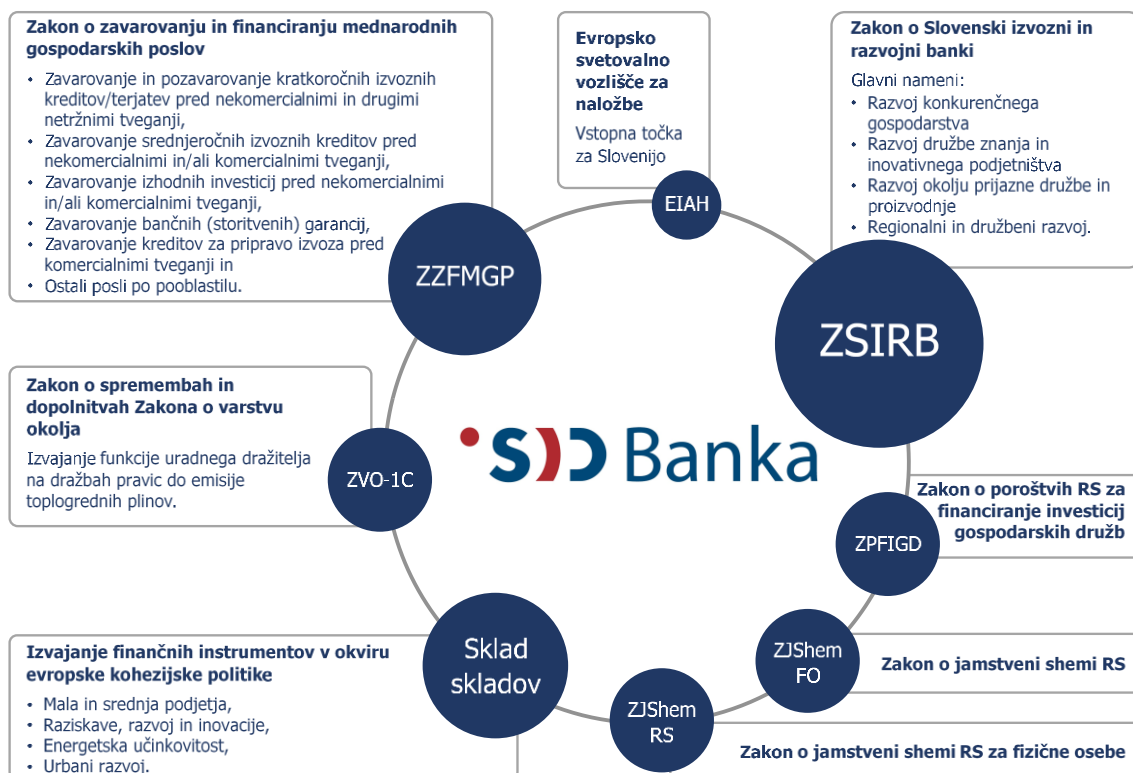 Zakon o zavarovanju in financiranju mednarodnih
gospodarskih poslov
• Zavarovanje in pozavarovanje kratkoročnih izvoznih
kreditov/terjatev pred nekomercialnimi in drugimi
netržnimi tveganji,
• Zavarovanje srednjeročnih izvoznih kreditov pred
nekomercialnimi in/ali komercialnimi tveganji,
• Zavarovanje izhodnih investicij pred nekomercialnimi
in/ali komercialnimi tveganji,
• Zavarovanje bančnih (storitvenih) garancij,
• Zavarovanje kreditov za pripravo izvoza pred
komercialnimi tveganji in
• Ostali posli po pooblastilu.
ZZFMGP
Evropsko
svetovalno
vozlišče za
naložbe
Vstopna točka
za Slovenijo
EIAH
Zakon o Slovenski izvozni in
razvojni banki
Glavni nameni:
• Razvoj konkurenčnega
gospodarstva
• Razvoj družbe znanja in
inovativnega podjetništva
• Razvoj okolju prijazne družbe in
proizvodnje
• Regionalni in družbeni razvoj.
ZSIRB
Zakon o spremembah in
dopolnitvah Zakona o varstvu
okolja
Izvajanje funkcije uradnega dražitelja
na dražbah pravic do emisije
toplogrednih plinov.
ZVO-1C
SID Banka
Zakon o poroštvih RS za
financiranje investicij
gospodarskih družb
ZPFIGD
Izvajanje finančnih instrumentov v okviru
evropske kohezijske politike
• Mala in srednja podjetja,
• Raziskave, razvoj in inovacije,
• Energetska učinkovitost,
• Urbani razvoj.
Sklad
skladov
ZJShem
FO
Zakon o jamstveni shemi RS
ZJShem
RS
Zakon o jamstveni shemi RS za fizične osebe